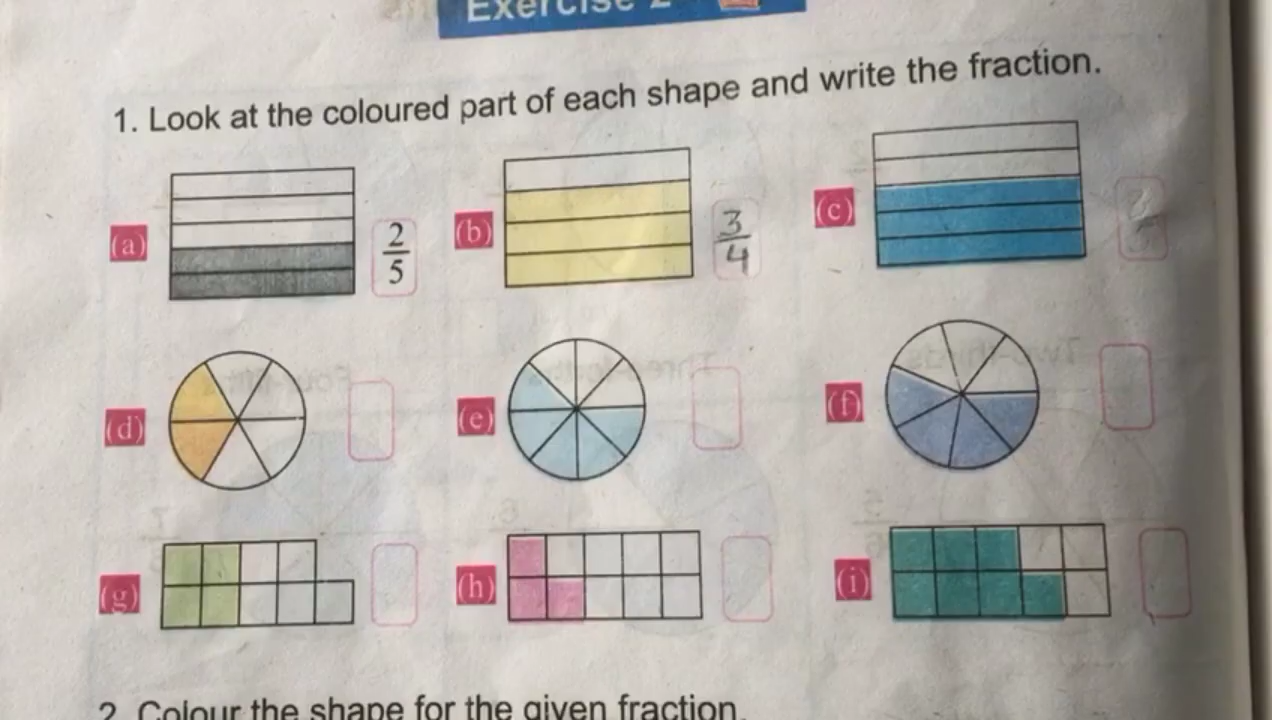 Exercise 2
1. Look at the coloured part of each shape and write the fraction.
(a) 2/5 (b) 3/4 (c)
(d) (e) (f)
(g) (h) (i)
2. Colour the shape for the given fraction.